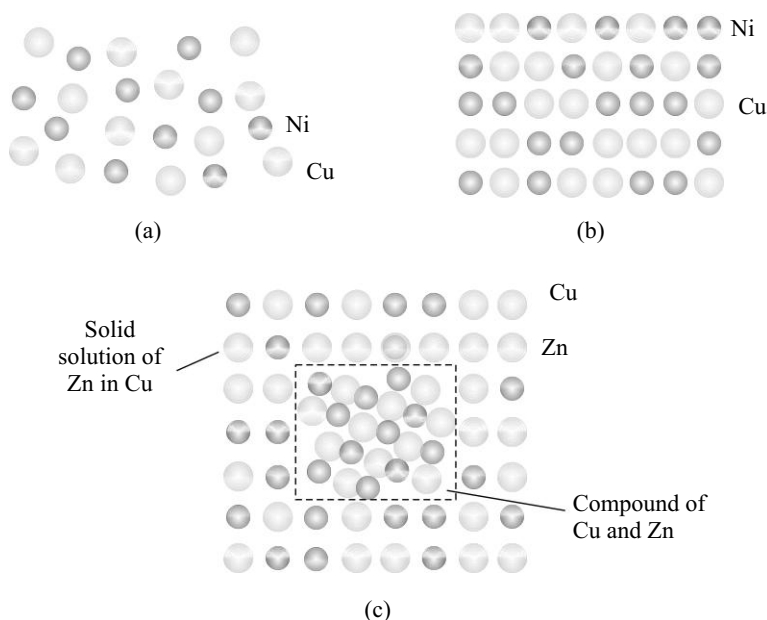 Ni
Cu
(a)
Ni
Cu
(b)
Cu
Zn
Solid
solution of
Zn in Cu
Compound of
Cu and Zn
(c)